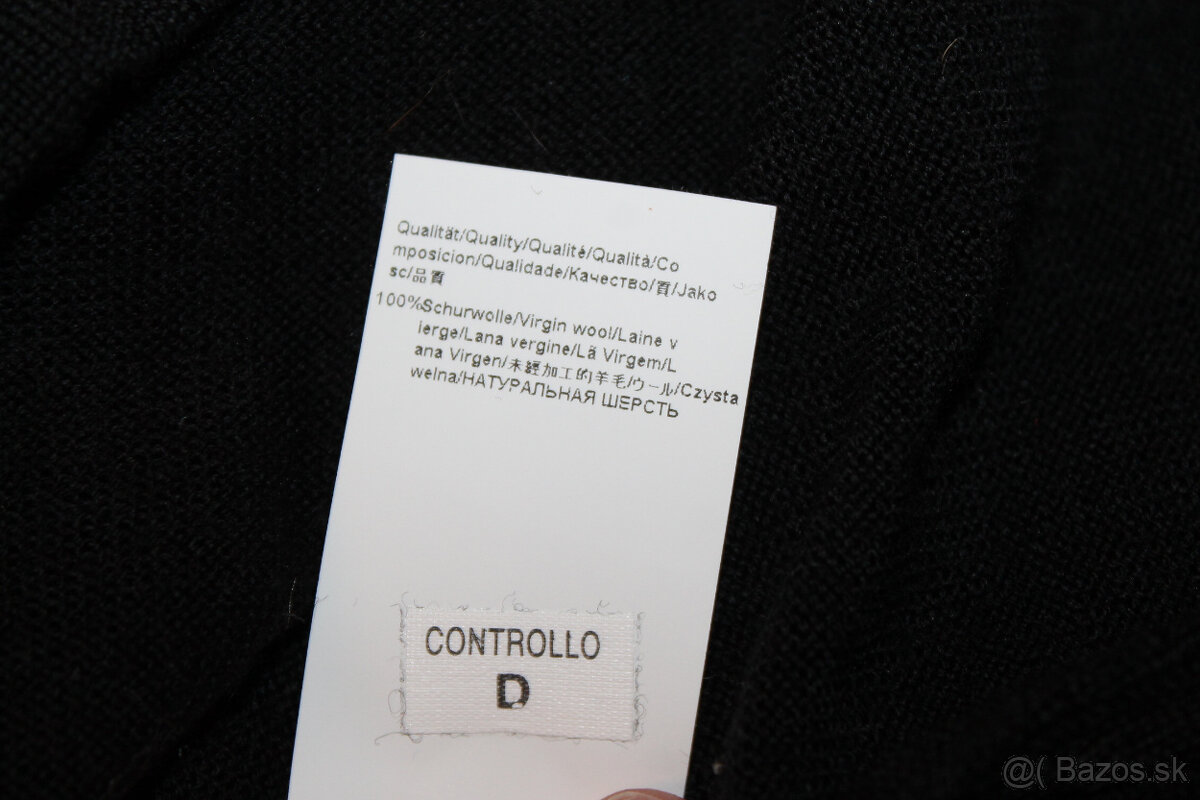 Qualität/Quality/Qualité/Qualità/Co
mposicion/Qualidade/Качество/質/Jako
sc/品質
100%Schurwolle/Virgin wool/Laine v
ierge/Lana vergine/Lã Virgem/L
ana Virgen/未經加工的羊毛/ウール/Czysta
welna/НАТУРАЛЬНАЯ ШЕРСТЬ
CONTROLLO
D
@( Bazos.sk